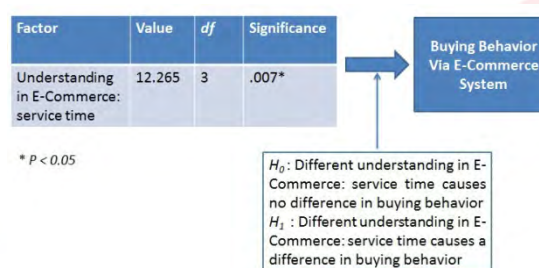 Factor Value df Significance
Understanding 12.265 3 .007*
in E-Commerce:
service time
* P < 0.05
Buying Behavior
Via E-Commerce
System
H0 : Different understanding in E-
Commerce: service time causes
no difference in buying behavior
H1 : Different understanding in E-
Commerce: service time causes a
difference in buying behavior